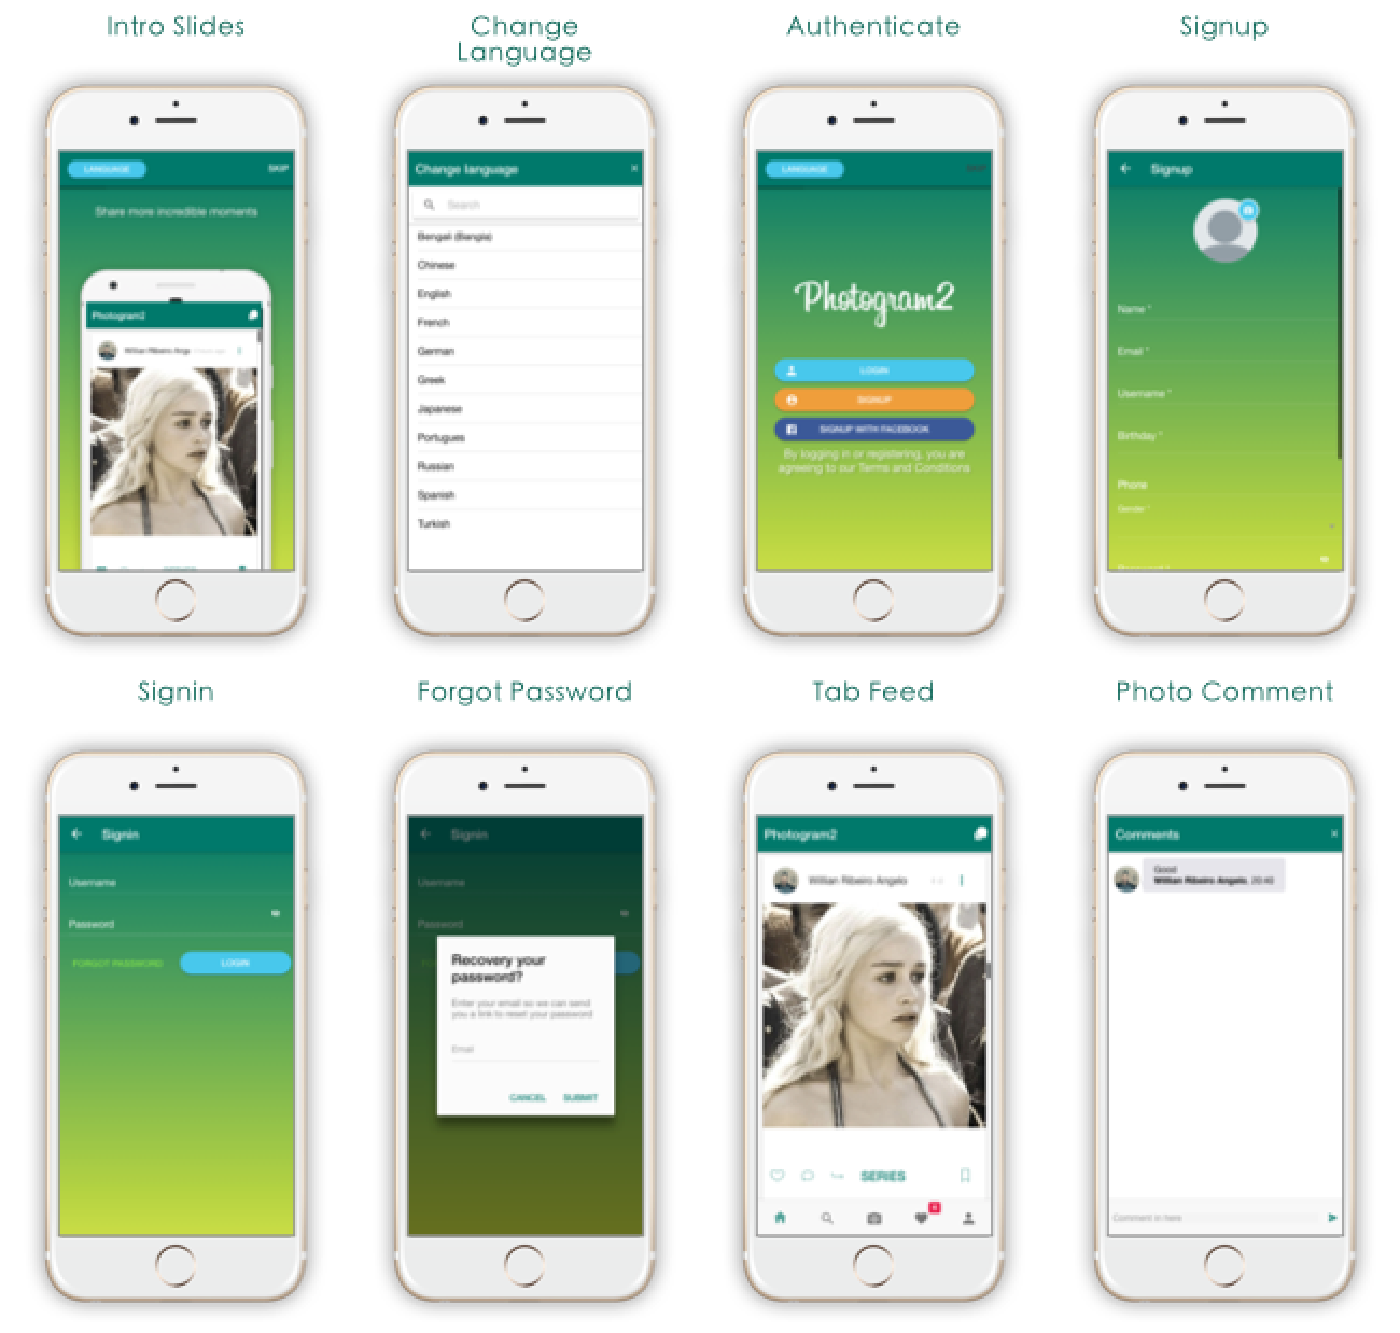 Intro Slides
Change
Language
Authenticate
Signup
LANGUAGE
SKIP
Share more incredible moments
Photogram2
Willian Ribeiro Ange
Change language
Search
Bengali (Bangla)
Chinese
English
French
German
Greek
Japanese
Portugues
Russian
Spanish
Turkish
LANGUAGE
SKIP
Photogram2
LOGIN
SIGNUP
SIGNUP WITH FACEBOOK
By logging in or registering, you are
agreeing to our Terms and Conditions
Signup
Name *
Email *
Username *
Birthday *
Phone
Gender *
Signin
Forgot Password
Tab Feed
Photo Comment
Signin
Username
Password
FORGOT PASSWORD
LOGIN
Signin
Username
Password
Recovery your
password?
Enter your email so we can send
you a link to reset your password
Email
CANCEL
SUBMIT
Photogram2
Willian Ribeiro Angelo
SERIES
Comments
Good
Willian Ribeiro Angelo, 20:40
Comment in here